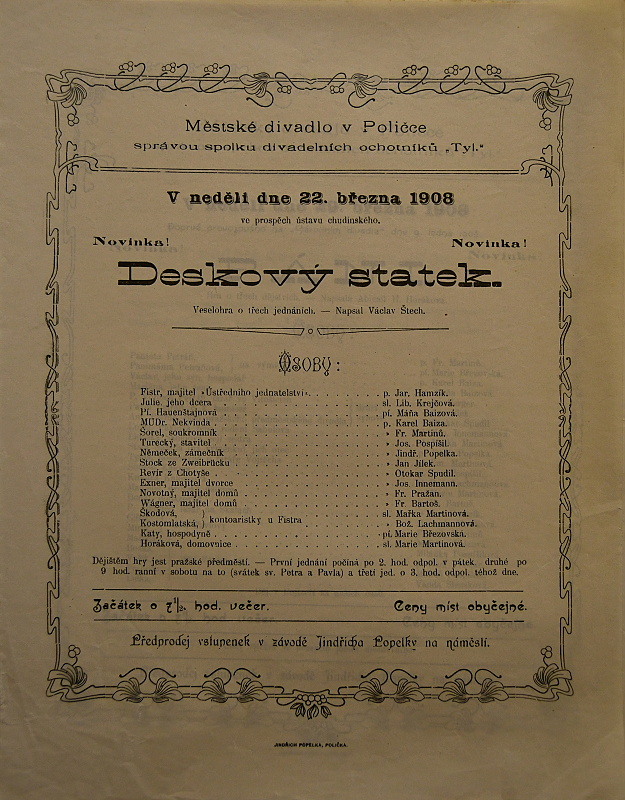 Městské divadlo v Poličce
správou spolku divadelních ochotníků „Tyl."
V neděli dne 22. března 1908
ve prospěch ústavu chudinského.
Novinka! Novinka!
Deskový statek.
Veselohra o třech jednáních. — Napsal Václav Štech.
Osoby:
Fistr, majitel »Ústředního jednatelství« . . . . . . . p. Jar. Hamzík.
Julie, jeho dcera . . . . . . . . . . sl. Lib. Krejčová.
Pí. Hauenštajnová . . . . . . . . . . pí. Máňa Baizová.
MUDr. Nekvinda . . . . . . . . . . p. Karel Baiza.
Šorel, soukromník . . . . . . . . . . » Fr. Martinů.
Turecký, stavitel . . . . . . . . . . » Jos. Pospíšil.
Němeček, zámečník . . . . . . . . . . » Jindř. Popelka.
Stock ze Zweibrücku . . . . . . . . . . » Jan Jílek.
Revír z Chotyše . . . . . . . . . . » Otokar Spudil.
Exner, majitel dvorce . . . . . . . . . . » Jos. Innemann.
Novotný, majitel domů . . . . . . . . . . » Fr. Pražan.
Wágner, majitel domů . . . . . . . . . . » Fr. Bartoš.
Škodová, } kontoaristky u Fistra . . . . . . sl. Mařka Martinová.
Kostomlatská, » Bož. Lachmannová.
Katy, hospodyně . . . . . . . . . . pí. Marie Březovská.
Horáková, domovnice . . . . . . . . . . sl. Marie Martinová.
Dějištěm hry jest pražské předměstí. — První jednání počíná po 2. hod. odpol. v pátek, druhé po
9 hod. ranní v sobotu na to (svátek sv. Petra a Pavla) a třetí jed. o 3. hod. odpol. téhož dne.
Začátek o 7½. hod. večer. Ceny míst obyčejné.
Předprodej vstupenek v závodě Jindřicha Popelky na náměstí.
JINDŘICH POPELKA, POLIČKA.